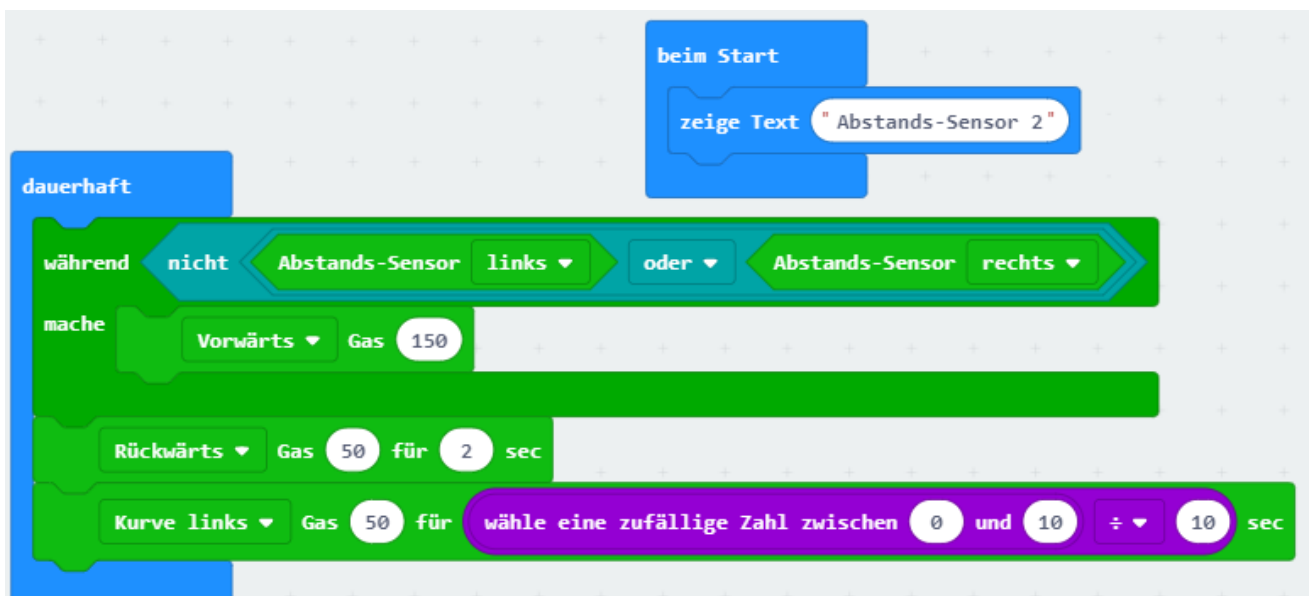 beim Start
zeige Text "Abstands-Sensor 2"
dauerhaft
während nicht Abstands-Sensor links oder Abstands-Sensor rechts
mache Vorwärts Gas 150
Rückwärts Gas 50 für 2 sec
Kurve links Gas 50 für wähle eine zufällige Zahl zwischen 0 und 10 ÷ 10 sec